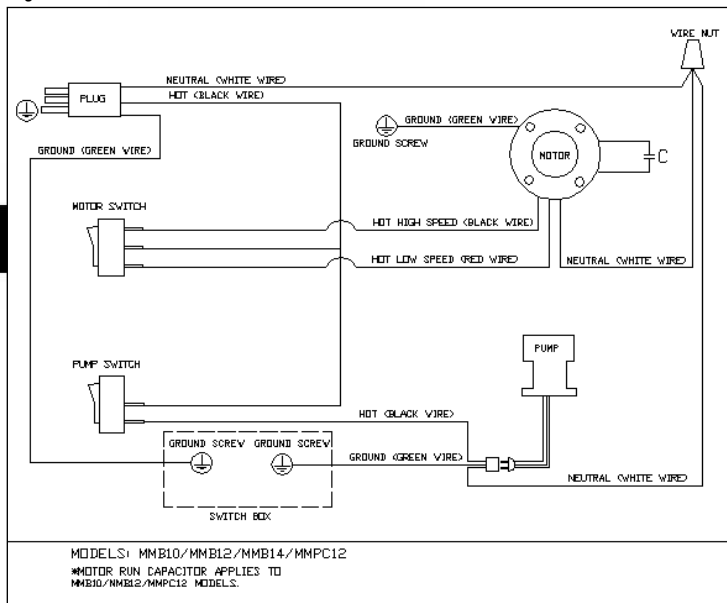 WIRE NUT
NEUTRAL (WHITE WIRE)
HOT (BLACK WIRE)
PLUG
GROUND (GREEN WIRE)
GROUND SCREW
MOTOR
C
GROUND (GREEN WIRE)
MOTOR SWITCH
HOT HIGH SPEED (BLACK WIRE)
HOT LOW SPEED (RED WIRE)
NEUTRAL (WHITE WIRE)
PUMP
PUMP SWITCH
HOT (BLACK WIRE)
GROUND SCREW GROUND SCREW
GROUND (GREEN WIRE)
NEUTRAL (WHITE WIRE)
SWITCH BOX
MODELS: MMB10/MMB12/MMB14/MMPC12
*MOTOR RUN CAPACITOR APPLIES TO
MMB10/MMB12/MMPC12 MODELS.